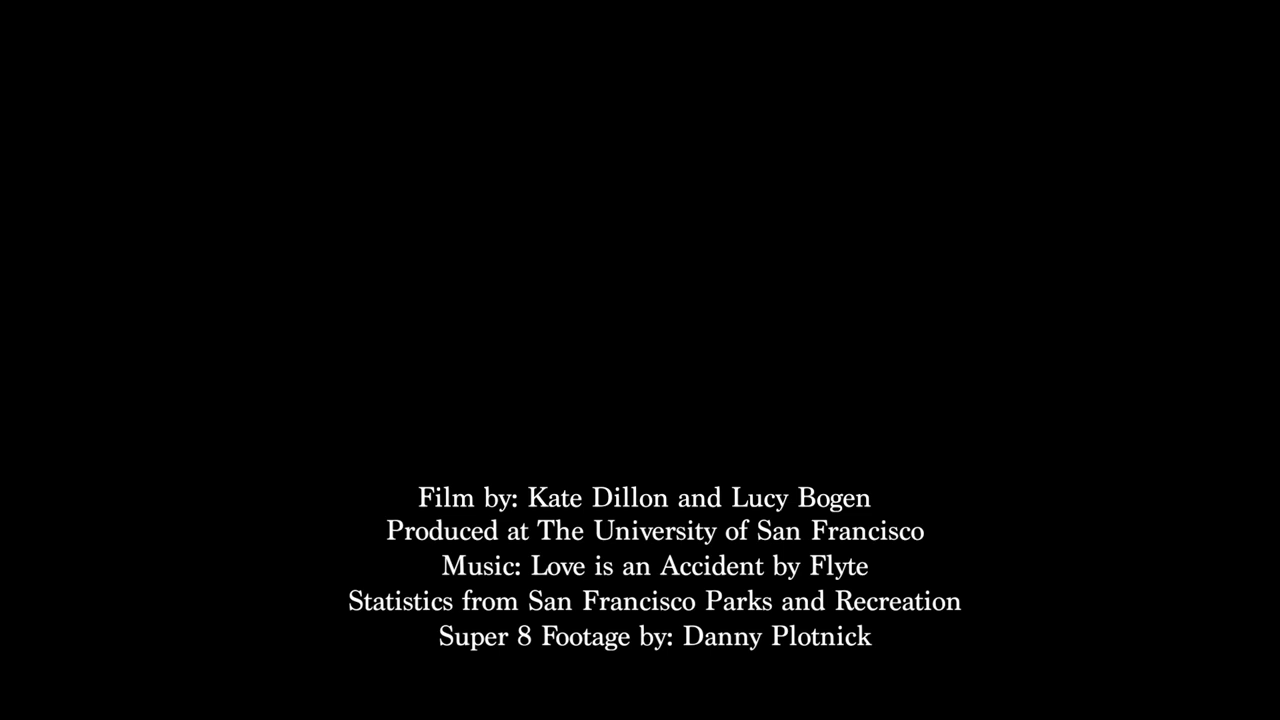 Film by: Kate Dillon and Lucy Bogen
Produced at The University of San Francisco
Music: Love is an Accident by Flyte
Statistics from San Francisco Parks and Recreation
Super 8 Footage by: Danny Plotnick